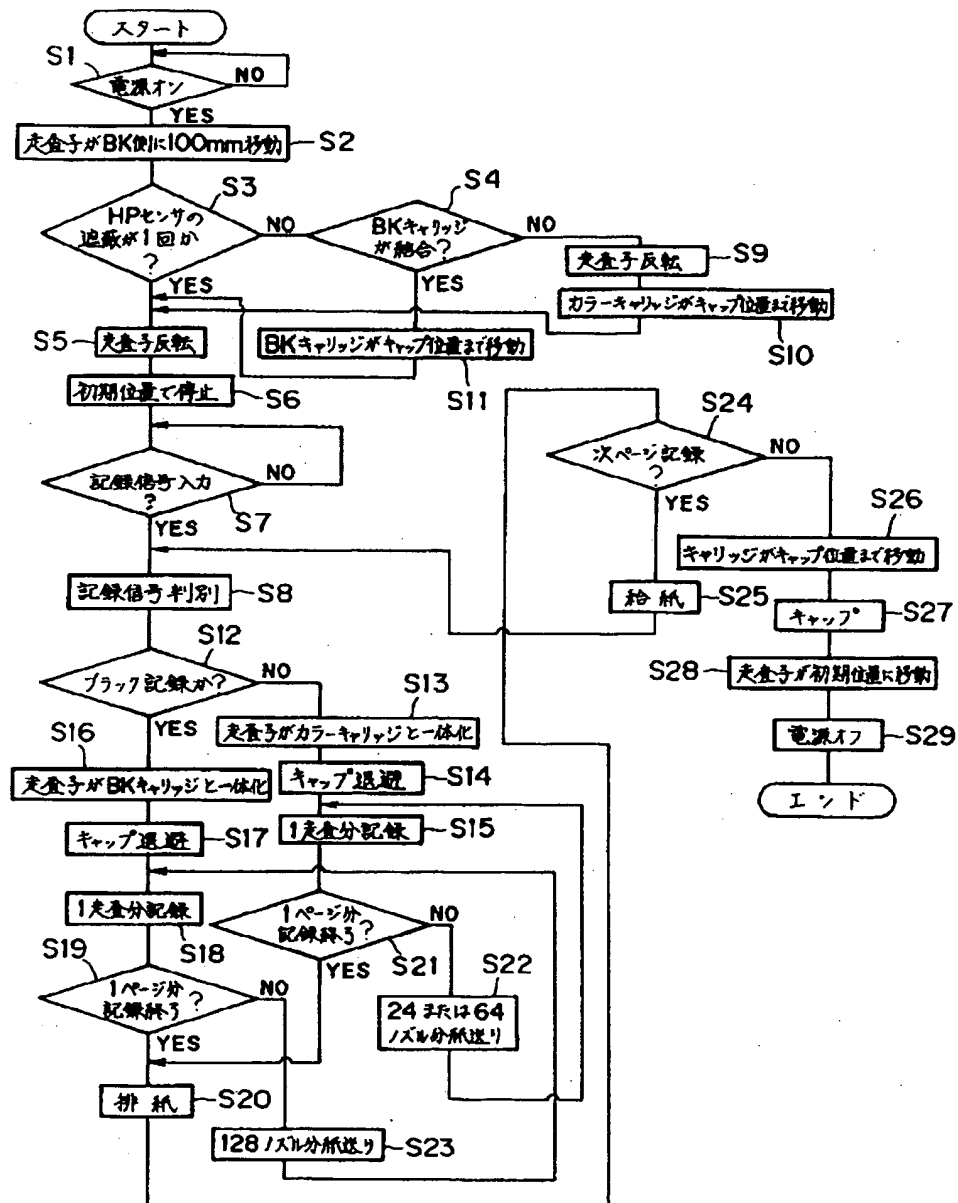 スタート
S1
電源オン
NO
YES
走査子がBK側に100mm移動
S2
S3
HPセンサの
遮蔽が1回か
?
NO
YES
S4
BKキャリッジ
が結合?
NO
YES
走査子反転
S9
カラーキャリッジがキャップ位置まで移動
S10
S5
走査子反転
BKキャリッジがキャップ位置まで移動
S11
初期位置で停止
S6
記録信号入力
?
NO
S7
YES
記録信号判別
S8
S12
ブラック記録か?
NO
YES
S13
走査子がカラーキャリッジと一体化
キャップ退避
S14
1走査分記録
S15
S16
走査子がBKキャリッジと一体化
キャップ退避
S17
1走査分記録
S18
1ページ分
記録終了?
NO
S21
YES
S22
24または64
ノズル分紙送り
S19
1ページ分
記録終了?
NO
YES
排紙
S20
128ノズル分紙送り
S23
S24
次ページ記録
?
NO
YES
給紙
S25
S26
キャリッジがキャップ位置まで移動
キャップ
S27
S28
走査子が初期位置に移動
電源オフ
S29
エンド